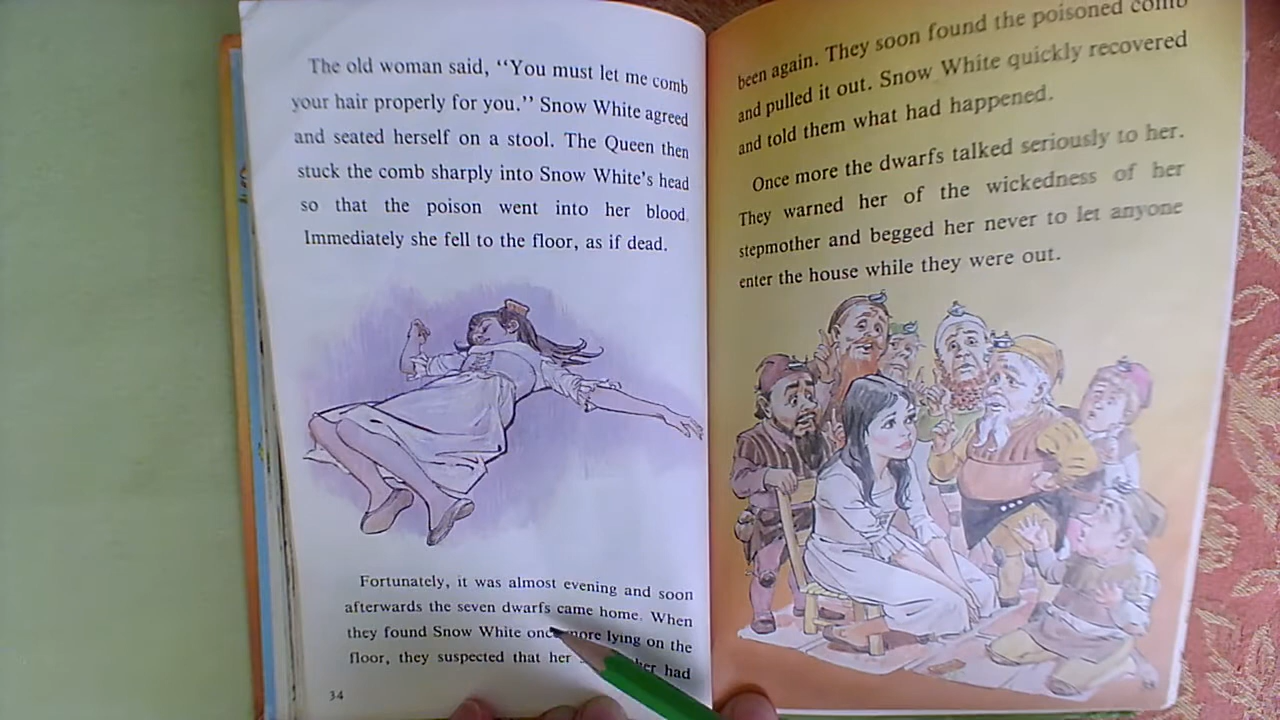 The old woman said, “You must let me comb
your hair properly for you.” Snow White agreed
and seated herself on a stool. The Queen then
stuck the comb sharply into Snow White’s head
so that the poison went into her blood.
Immediately she fell to the floor, as if dead.
Fortunately, it was almost evening and soon
afterwards the seven dwarfs came home. When
they found Snow White once more lying on the
floor, they suspected that her had
34
been again. They soon found the poisoned comb
and pulled it out. Snow White quickly recovered
and told them what had happened.
Once more the dwarfs talked seriously to her.
They warned her of the wickedness of her
stepmother and begged her never to let anyone
enter the house while they were out.